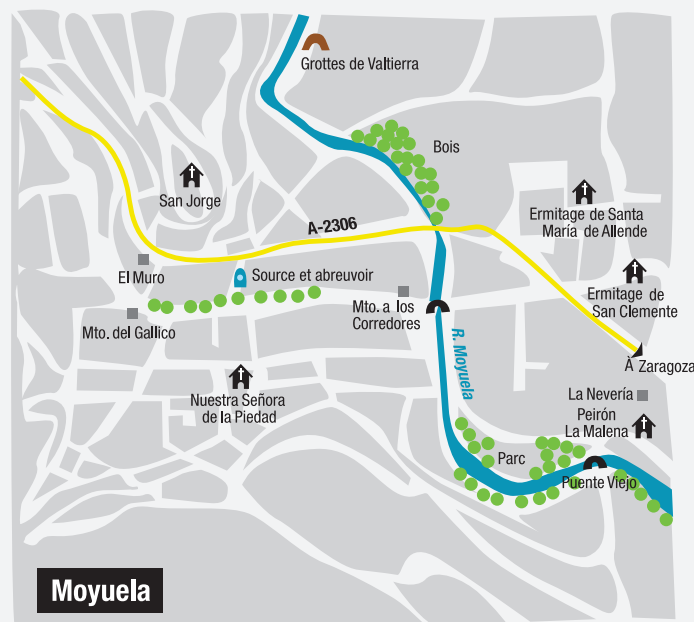 Grottes de Valtierra
Bois
San Jorge
Ermitage de Santa
María de Allende
A-2306
El Muro
Source et abreuvoir
Ermitage de
San Clemente
Mto. a los
Corredores
Mto. del Gallico
R. Moyuela
À Zaragoza
Nuestra Señora
de la Piedad
La Nevería
Peirón
La Malena
Parc
Puente Viejo
Moyuela